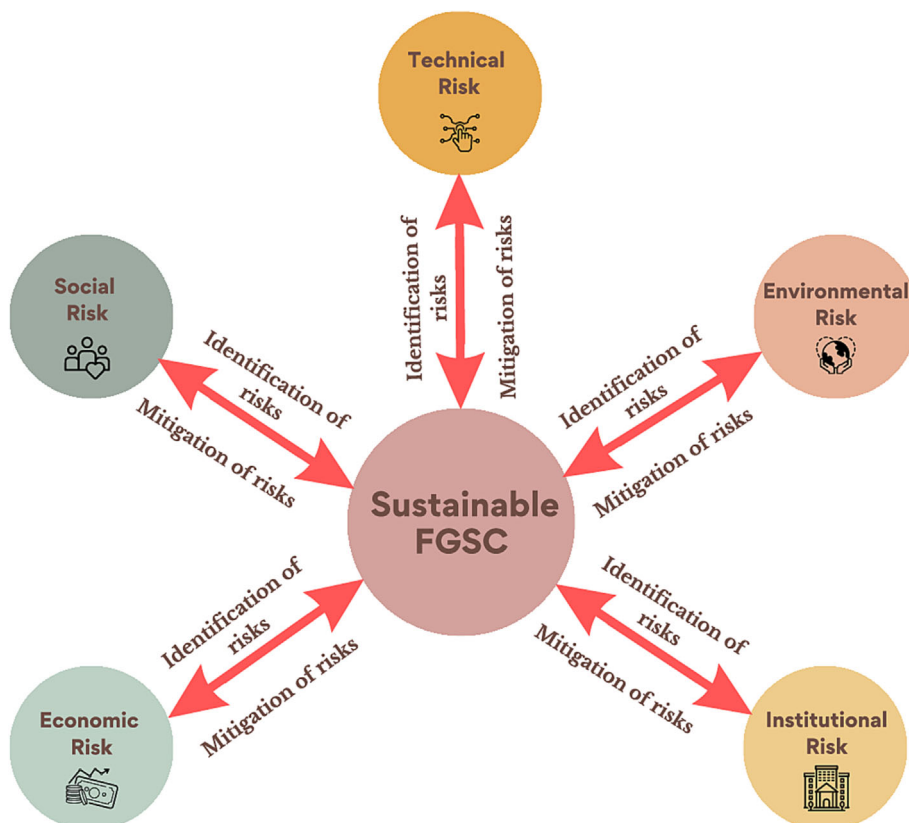 Technical
Risk
Social
Risk
Environmental
Risk
Identification of
risks
Mitigation of risks
Identification of
risks
Mitigation of risks
Identification of
risks
Mitigation of risks
Sustainable
FGSC
Identification of
risks
Mitigation of risks
Identification of
risks
Mitigation of risks
Economic
Risk
Institutional
Risk